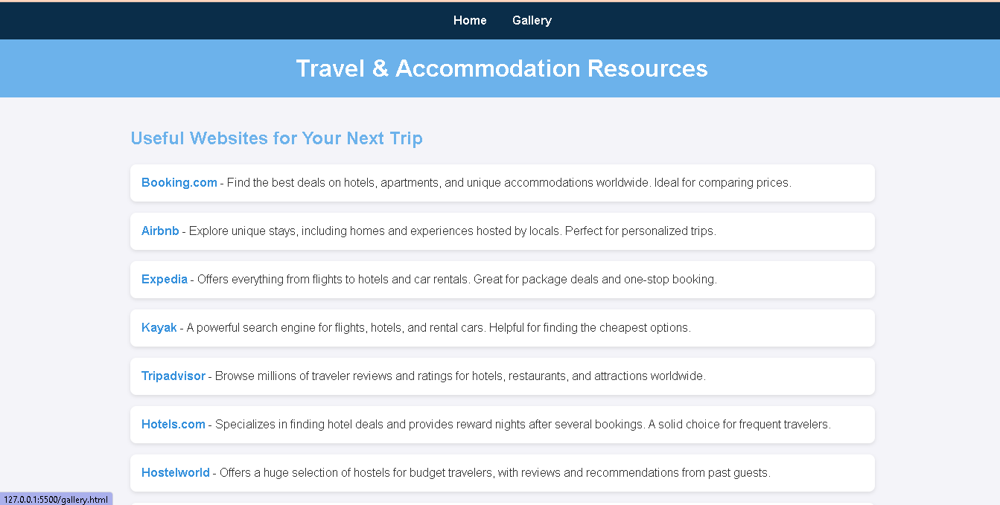 Home Gallery
Travel & Accommodation Resources
Useful Websites for Your Next Trip
Booking.com - Find the best deals on hotels, apartments, and unique accommodations worldwide. Ideal for comparing prices.
Airbnb - Explore unique stays, including homes and experiences hosted by locals. Perfect for personalized trips.
Expedia - Offers everything from flights to hotels and car rentals. Great for package deals and one-stop booking.
Kayak - A powerful search engine for flights, hotels, and rental cars. Helpful for finding the cheapest options.
Tripadvisor - Browse millions of traveler reviews and ratings for hotels, restaurants, and attractions worldwide.
Hotels.com - Specializes in finding hotel deals and provides reward nights after several bookings. A solid choice for frequent travelers.
Hostelworld - Offers a huge selection of hostels for budget travelers, with reviews and recommendations from past guests.
127.0.0.1:5500/gallery.html